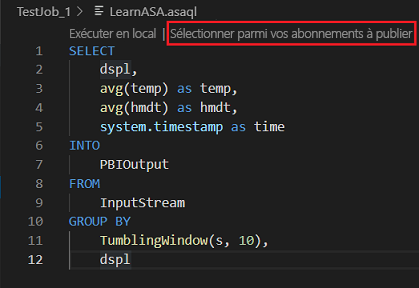 TestJob_1 > LearnASA.asaql
Exécuter en local | Sélectionner parmi vos abonnements à publier
1 SELECT
2 dspl,
3 avg(temp) as temp,
4 avg(hmdt) as hmdt,
5 system.timestamp as time
6 INTO
7 PBIOutput
8 FROM
9 InputStream
10 GROUP BY
11 TumblingWindow(s, 10),
12 dspl